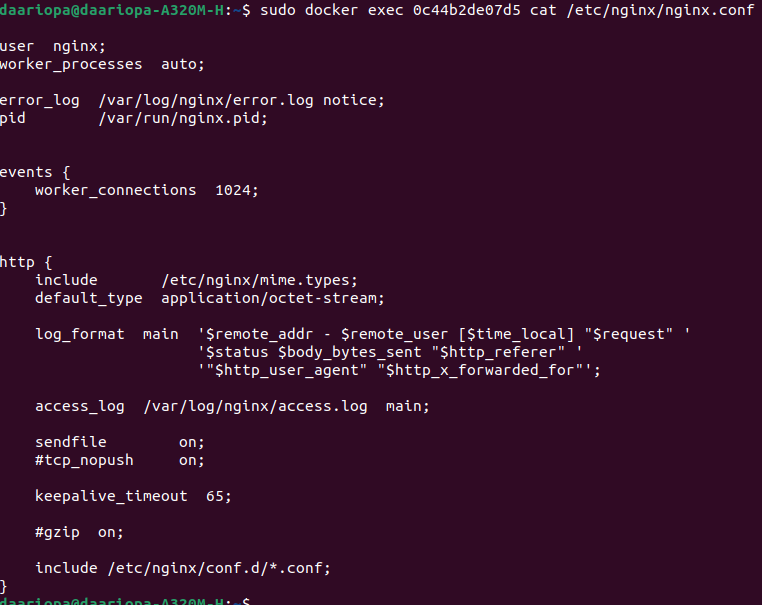 daariopa@daariopa-A320M-H:~$ sudo docker exec 0c44b2de07d5 cat /etc/nginx/nginx.conf
user  nginx;
worker_processes  auto;
error_log  /var/log/nginx/error.log notice;
pid        /var/run/nginx.pid;
events {
    worker_connections  1024;
}
http {
    include       /etc/nginx/mime.types;
    default_type  application/octet-stream;
    log_format  main  '$remote_addr - $remote_user [$time_local] "$request" '
                      '$status $body_bytes_sent "$http_referer" '
                      '"$http_user_agent" "$http_x_forwarded_for"';
    access_log  /var/log/nginx/access.log  main;
    sendfile        on;
    #tcp_nopush     on;
    keepalive_timeout  65;
    #gzip  on;
    include /etc/nginx/conf.d/*.conf;
}
daariopa@daariopa-A320M-H:~$